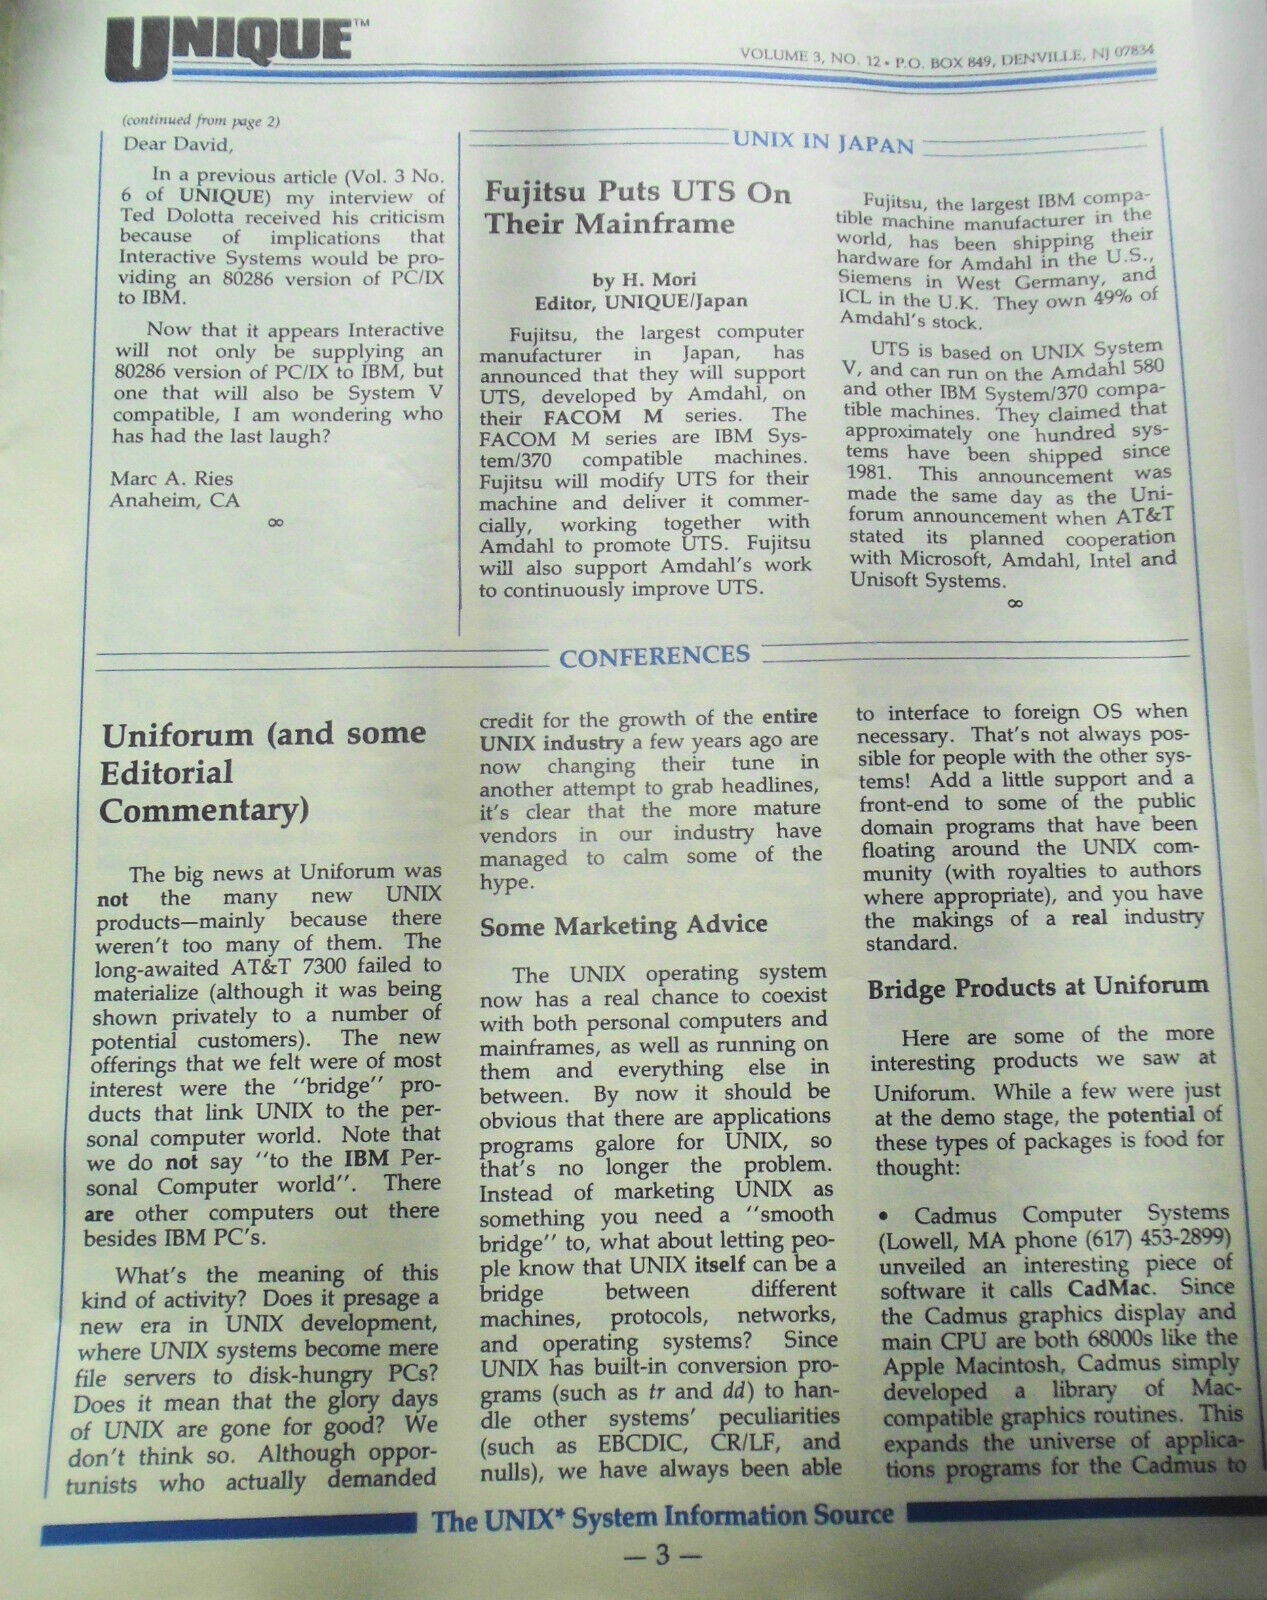 UNIQUE™
VOLUME 3, NO. 12 • P.O. BOX 849, DENVILLE, NJ 07834
(continued from page 2)
Dear David,
In a previous article (Vol. 3 No.
6 of UNIQUE) my interview of
Ted Dolotta received his criticism
because of implications that
Interactive Systems would be pro-
viding an 80286 version of PC/IX
to IBM.
Now that it appears Interactive
will not only be supplying an
80286 version of PC/IX to IBM, but
one that will also be System V
compatible, I am wondering who
has had the last laugh?
Marc A. Ries
Anaheim, CA
∞
UNIX IN JAPAN
Fujitsu Puts UTS On
Their Mainframe
by H. Mori
Editor, UNIQUE/Japan
Fujitsu, the largest computer
manufacturer in Japan, has
announced that they will support
UTS, developed by Amdahl, on
their FACOM M series. The
FACOM M series are IBM Sys-
tem/370 compatible machines.
Fujitsu will modify UTS for their
machine and deliver it commer-
cially, working together with
Amdahl to promote UTS. Fujitsu
will also support Amdahl's work
to continuously improve UTS.
Fujitsu, the largest IBM compa-
tible machine manufacturer in the
world, has been shipping their
hardware for Amdahl in the U.S.,
Siemens in West Germany, and
ICL in the U.K. They own 49% of
Amdahl's stock.
UTS is based on UNIX System
V, and can run on the Amdahl 580
and other IBM System/370 compa-
tible machines. They claimed that
approximately one hundred sys-
tems have been shipped since
1981. This announcement was
made the same day as the Uni-
forum announcement when AT&T
stated its planned cooperation
with Microsoft, Amdahl, Intel and
Unisoft Systems.
∞
CONFERENCES
Uniforum (and some
Editorial
Commentary)
The big news at Uniforum was
not the many new UNIX
products—mainly because there
weren't too many of them. The
long-awaited AT&T 7300 failed to
materialize (although it was being
shown privately to a number of
potential customers). The new
offerings that we felt were of most
interest were the "bridge" pro-
ducts that link UNIX to the per-
sonal computer world. Note that
we do not say "to the IBM Per-
sonal Computer world". There
are other computers out there
besides IBM PC's.
What's the meaning of this
kind of activity? Does it presage a
new era in UNIX development,
where UNIX systems become mere
file servers to disk-hungry PCs?
Does it mean that the glory days
of UNIX are gone for good? We
don't think so. Although oppor-
tunists who actually demanded
credit for the growth of the entire
UNIX industry a few years ago are
now changing their tune in
another attempt to grab headlines,
it's clear that the more mature
vendors in our industry have
managed to calm some of the
hype.
Some Marketing Advice
The UNIX operating system
now has a real chance to coexist
with both personal computers and
mainframes, as well as running on
them and everything else in
between. By now it should be
obvious that there are applications
programs galore for UNIX, so
that's no longer the problem.
Instead of marketing UNIX as
something you need a "smooth
bridge" to, what about letting peo-
ple know that UNIX itself can be a
bridge between different
machines, protocols, networks,
and operating systems? Since
UNIX has built-in conversion pro-
grams (such as tr and dd) to han-
dle other systems' peculiarities
(such as EBCDIC, CR/LF, and
nulls), we have always been able
to interface to foreign OS when
necessary. That's not always pos-
sible for people with the other sys-
tems! Add a little support and a
front-end to some of the public
domain programs that have been
floating around the UNIX com-
munity (with royalties to authors
where appropriate), and you have
the makings of a real industry
standard.
Bridge Products at Uniforum
Here are some of the more
interesting products we saw at
Uniforum. While a few were just
at the demo stage, the potential of
these types of packages is food for
thought:
• Cadmus Computer Systems
(Lowell, MA phone (617) 453-2899)
unveiled an interesting piece of
software it calls CadMac. Since
the Cadmus graphics display and
main CPU are both 68000s like the
Apple Macintosh, Cadmus simply
developed a library of Mac-
compatible graphics routines. This
expands the universe of applica-
tions programs for the Cadmus to
The UNIX* System Information Source
— 3 —